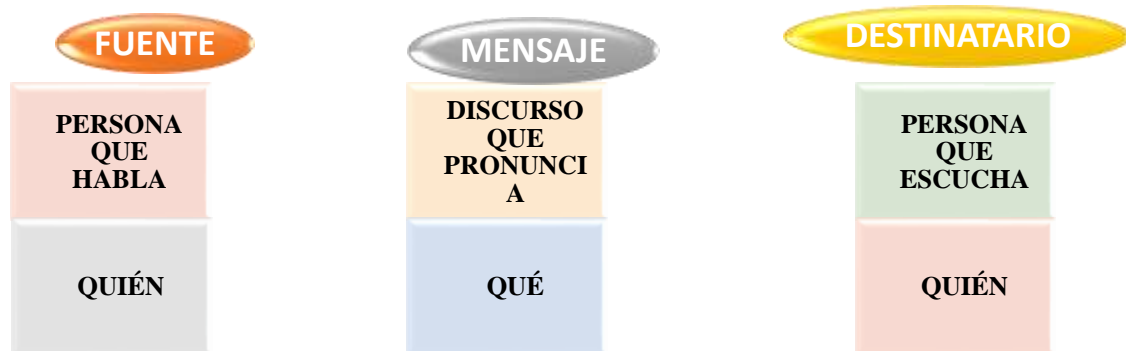 FUENTE
MENSAJE
DESTINATARIO
PERSONA
QUE
HABLA
DISCURSO
QUE
PRONUNCI
A
PERSONA
QUE
ESCUCHA
QUIÉN
QUÉ
QUIÉN